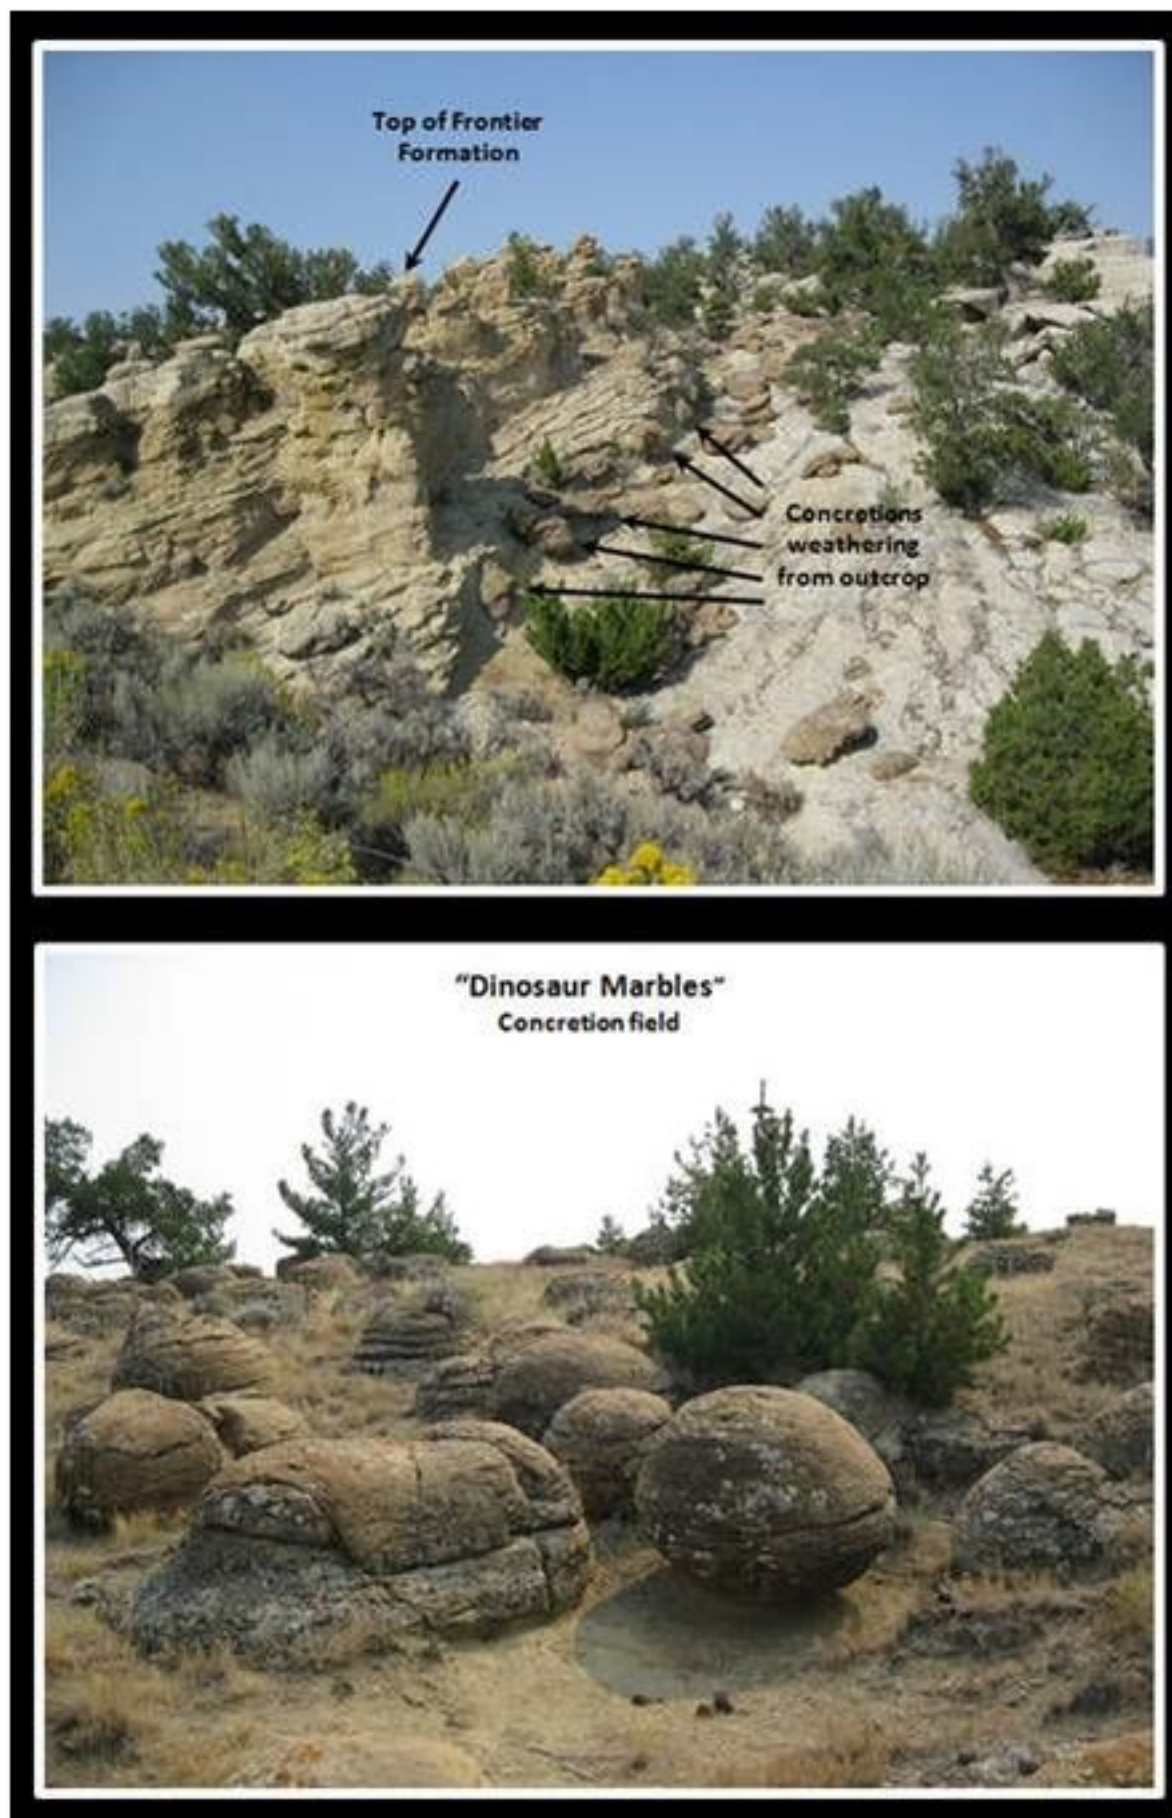 Top of Frontier
Formation
Concretions
weathering
from outcrop
"Dinosaur Marbles"
Concretion field